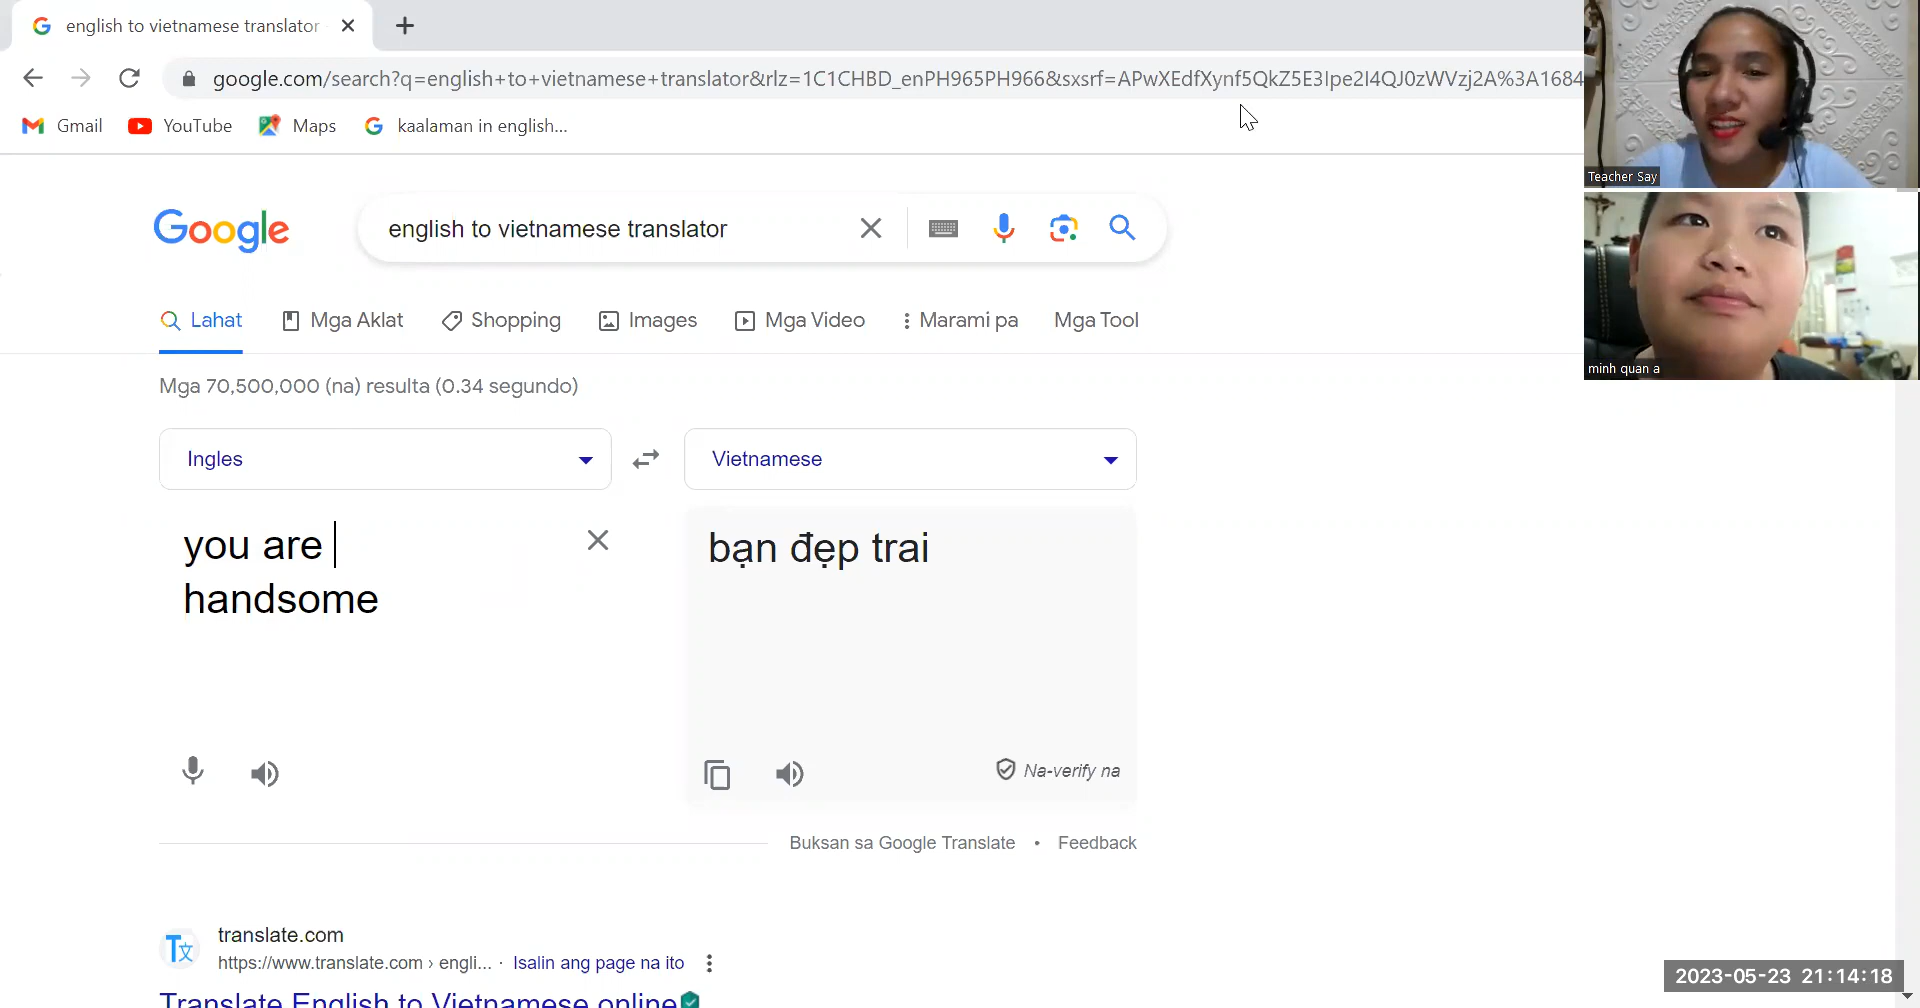 english to vietnamese translator
google.com/search?q=english+to+vietnamese+translator&rlz=1C1CHBD_enPH965PH966&sxsrf=APwXEdfXynf5QkZ5E3Ipe2I4QJ0zWVzj2A%3A1684
Gmail YouTube Maps kaalaman in english...
Teacher Say
Google english to vietnamese translator
Lahat Mga Aklat Shopping Images Mga Video Marami pa Mga Tool
minh quan a
Mga 70,500,000 (na) resulta (0.34 segundo)
Ingles Vietnamese
you are
handsome
bạn đẹp trai
Na-verify na
Buksan sa Google Translate • Feedback
translate.com
https://www.translate.com › engli... · Isalin ang page na ito
Translate English to Vietnamese online
2023-05-23 21:14:18